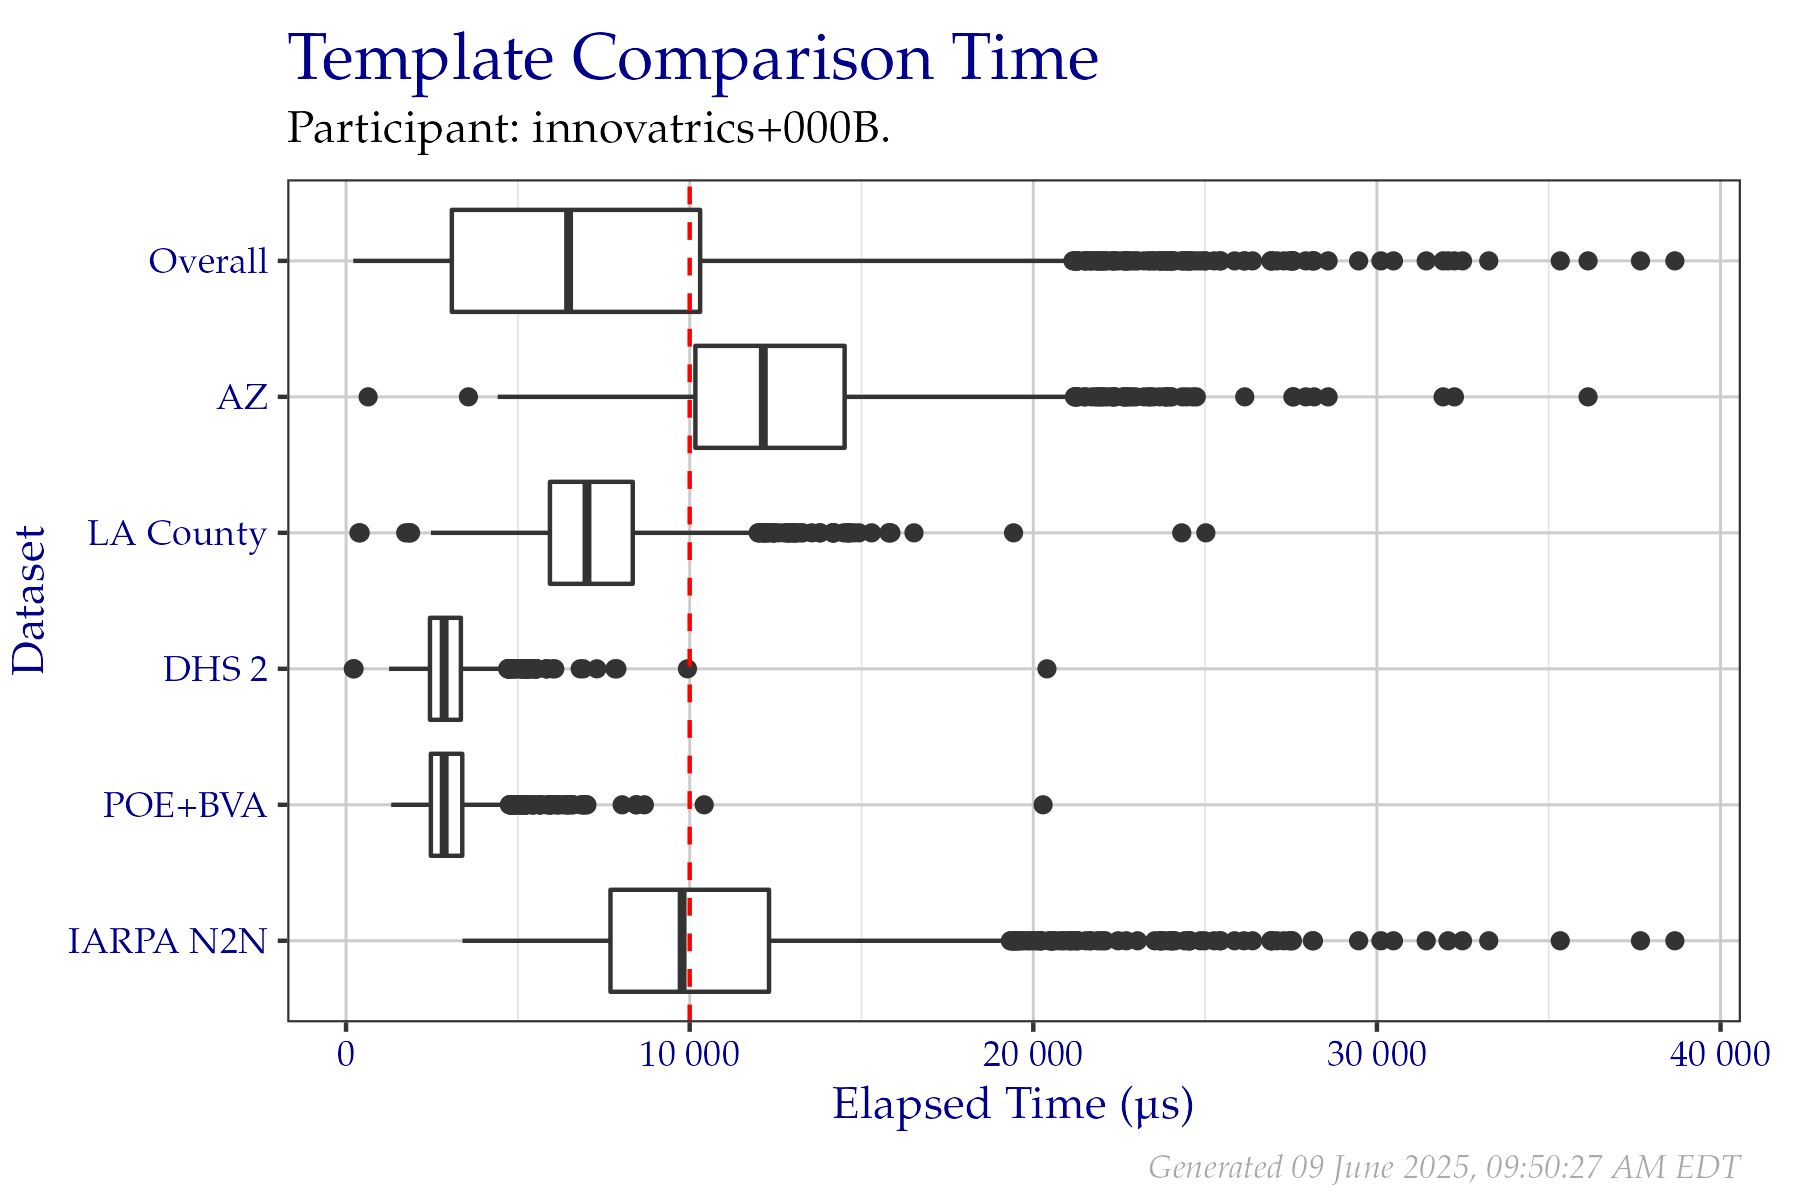 Template Comparison Time
Participant: innovatrics+000B.
Overall
AZ
LA County
DHS 2
POE+BVA
IARPA N2N
Dataset
0 10 000 20 000 30 000 40 000
Elapsed Time (µs)
Generated 09 June 2025, 09:50:27 AM EDT